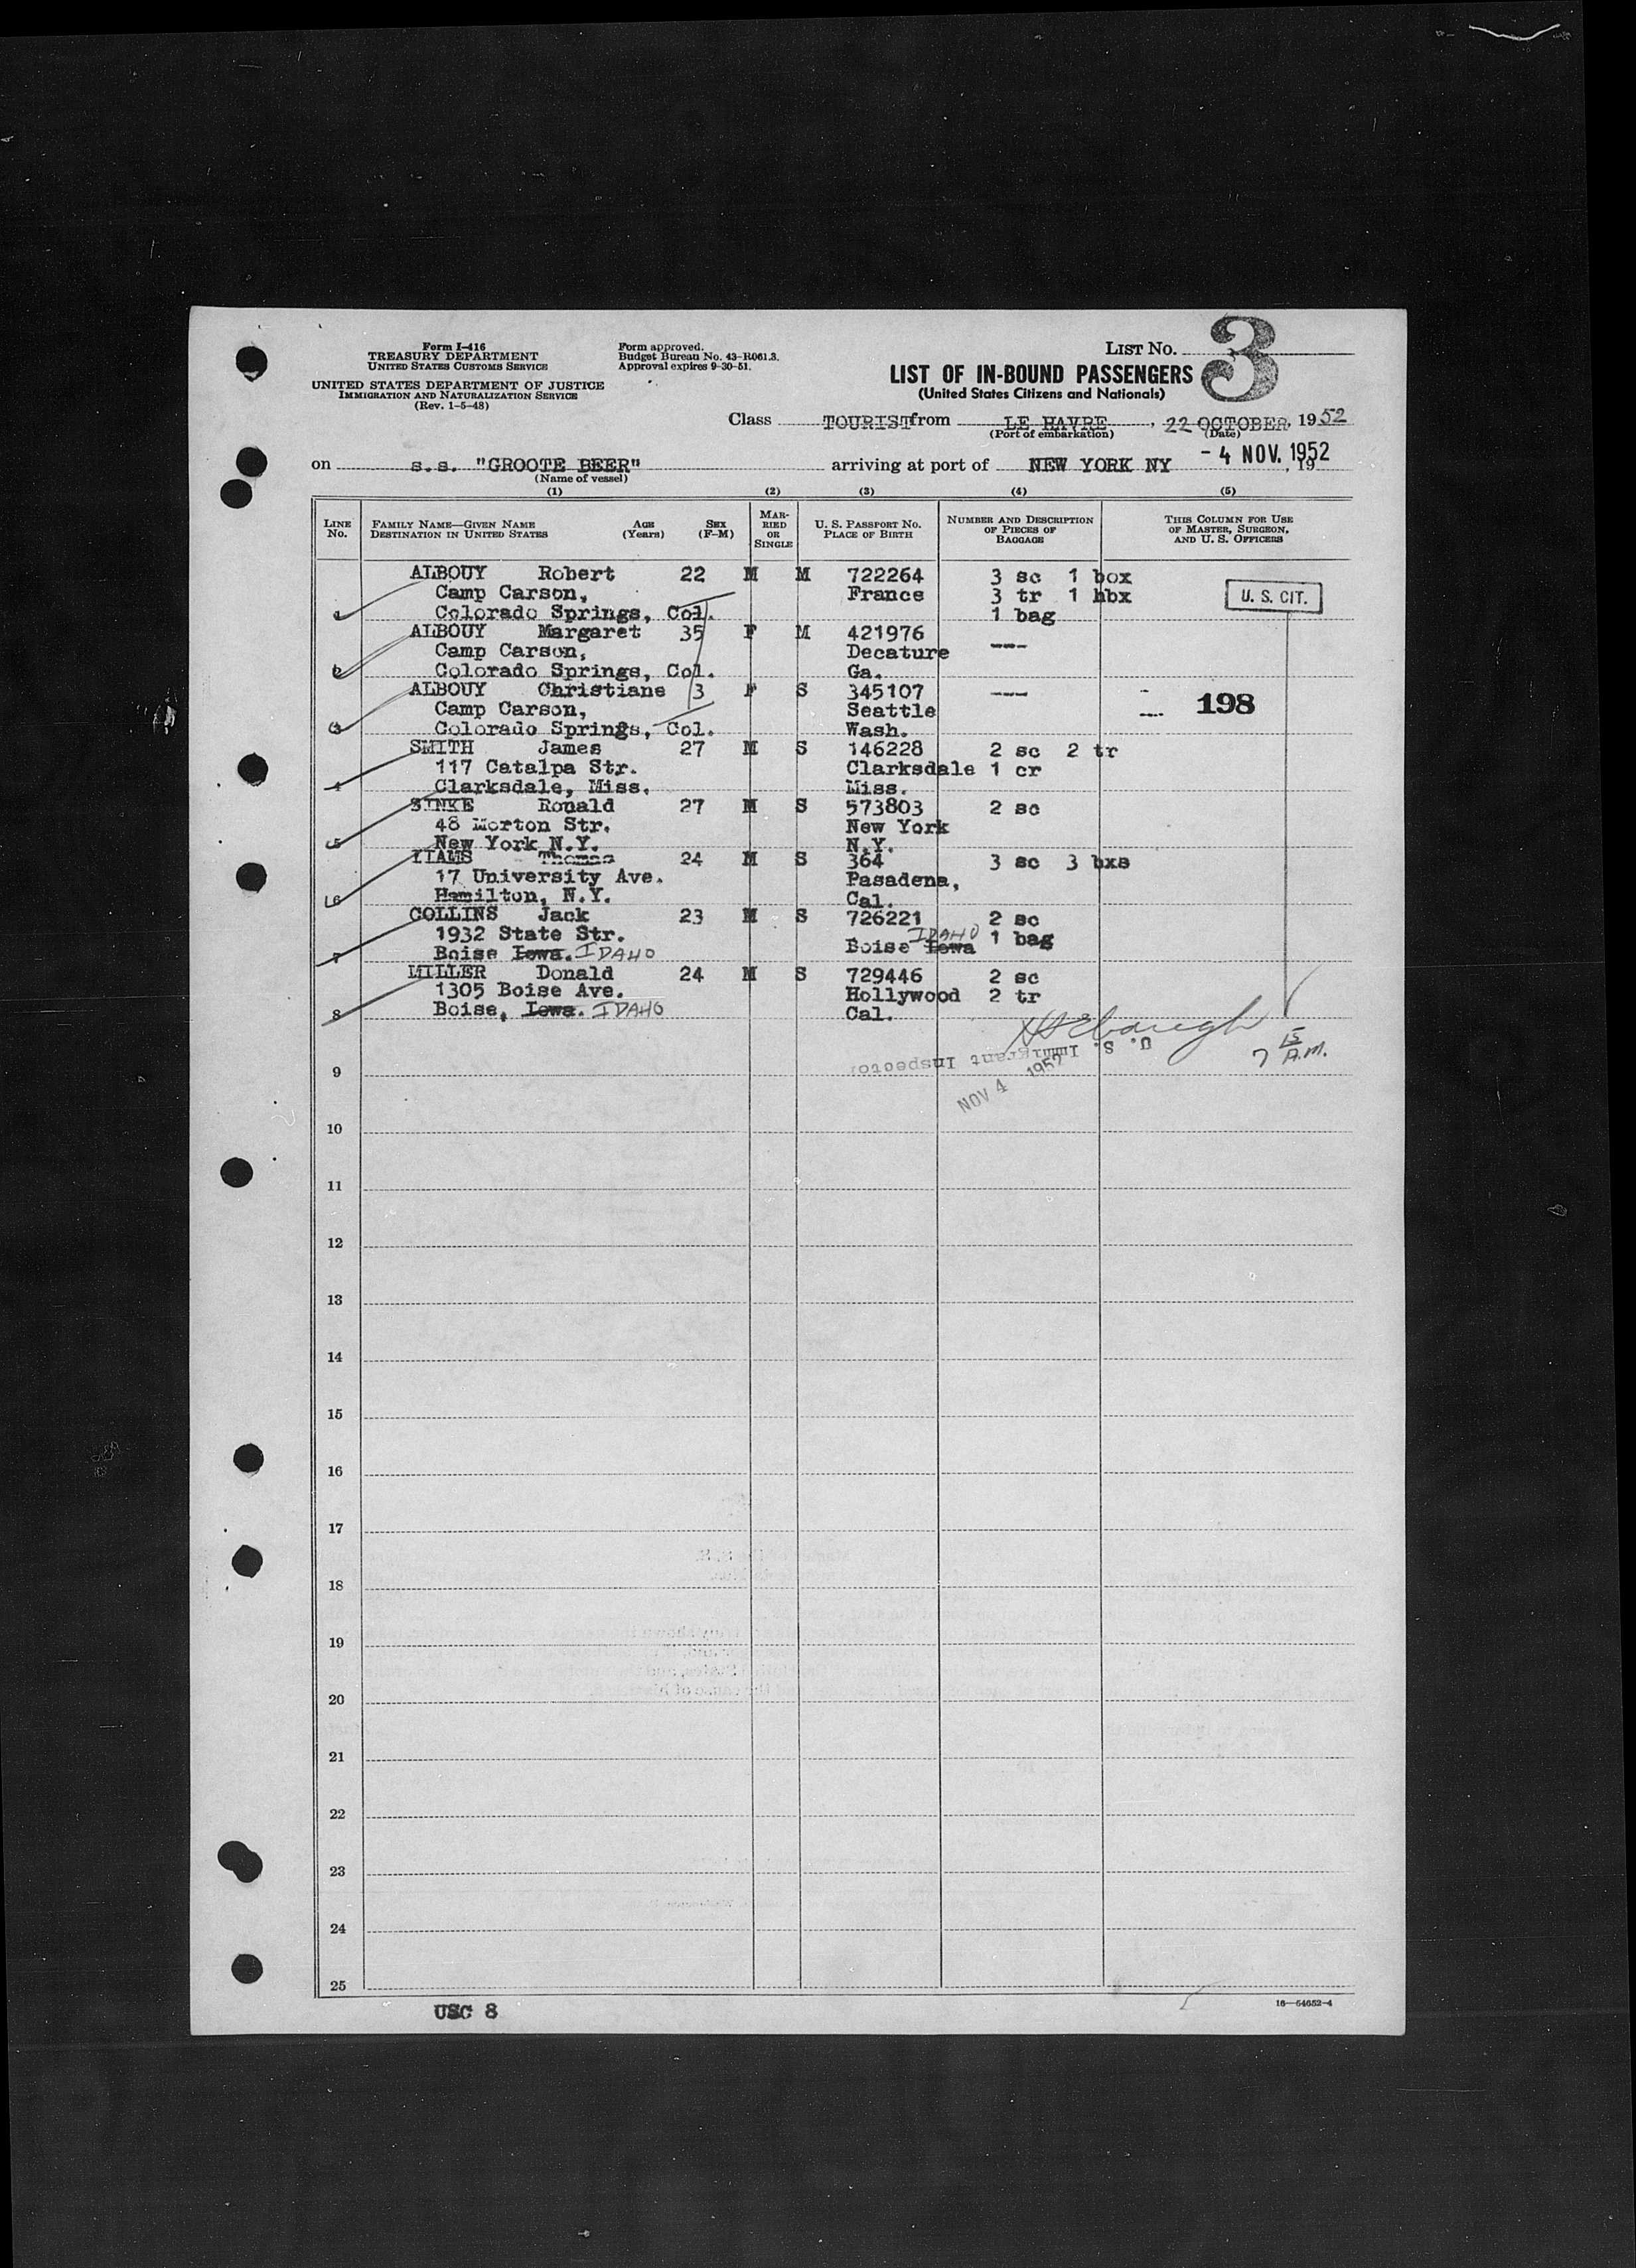 Form I-416
TREASURY DEPARTMENT
UNITED STATES CUSTOMS SERVICE
UNITED STATES DEPARTMENT OF JUSTICE
IMMIGRATION AND NATURALIZATION SERVICE
(Rev. 1-5-48)
Form approved.
Budget Bureau No. 43-R061.3.
Approval expires 9-30-51.
LIST NO. 3
LIST OF IN-BOUND PASSENGERS
(United States Citizens and Nationals)
Class TOURIST from LE HAVRE, 22 OCTOBER, 1952
(Port of embarkation) (Date)
on s.s. "GROOTE BEER" arriving at port of NEW YORK NY - 4 NOV. 1952, 19
(Name of vessel)
(1) (2) (3) (4) (5)
LINE NO. FAMILY NAME—GIVEN NAME DESTINATION IN UNITED STATES AGE (Years) SEX (F-M) MARRIED OR SINGLE U. S. PASSPORT NO. PLACE OF BIRTH NUMBER AND DESCRIPTION OF PIECES OF BAGGAGE THIS COLUMN FOR USE OF MASTER, SURGEON, AND U. S. OFFICERS
ALBOUY Robert 22 M M 722264 3 sc 1 box
Camp Carson, France 3 tr 1 hbx U. S. CIT.
1 Colorado Springs, Col. 1 bag
ALBOUY Margaret 35 F M 421976
Camp Carson, Decature ---
2 Colorado Springs, Col. Ga.
ALBOUY Christiane 3 F S 345107 ---
Camp Carson, Seattle 198
3 Colorado Springs, Col. Wash.
SMITH James 27 M S 146228 2 sc 2 tr
117 Catalpa Str. Clarksdale 1 cr
4 Clarksdale, Miss. Miss.
SINKE Ronald 27 M S 573803 2 sc
48 Morton Str. New York
5 New York N.Y. N.Y.
IIAMS Thomas 24 M S 364 3 sc 3 bxs
17 University Ave. Pasadena,
6 Hamilton, N.Y. Cal.
COLLINS Jack 23 M S 726221 2 sc
1932 State Str. Boise Iowa IDAHO 1 bag
7 Boise Iowa. IDAHO
MILLER Donald 24 M S 729446 2 sc
1305 Boise Ave. Hollywood 2 tr
8 Boise, Iowa. IDAHO Cal.
U. S. Immigrant Inspector
7 15 A.M.
NOV 4 1952
9
10
11
12
13
14
15
16
17
18
19
20
21
22
23
24
25
USC 8
16—54652-4